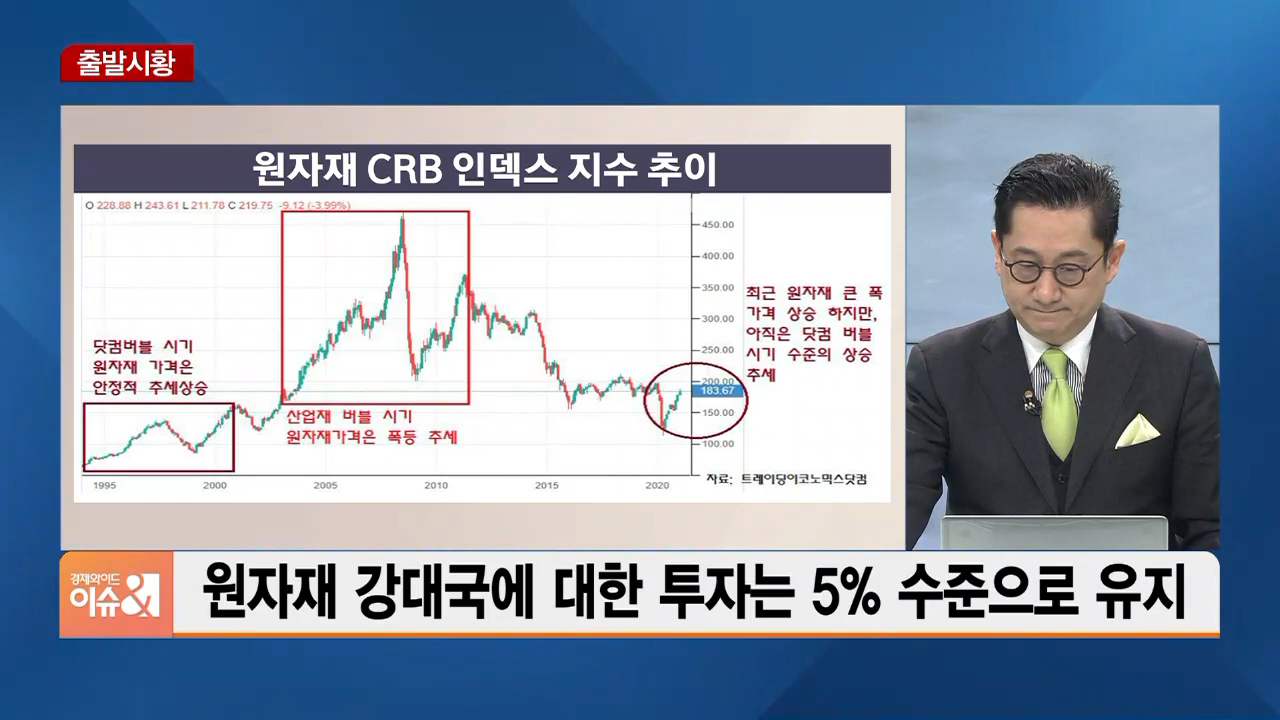 출발시황
원자재 CRB 인덱스 지수 추이
O 228.88 H 243.61 L 211.78 C 219.75 -9.12 (-3.99%)
450.00
400.00
350.00
300.00
250.00
200.00
183.67
150.00
100.00
닷컴버블 시기
원자재 가격은
안정적 추세상승
산업재 버블 시기
원자재가격은 폭등 추세
최근 원자재 큰 폭
가격 상승 하지만,
아직은 닷컴 버블
시기 수준의 상승
추세
1995 2000 2005 2010 2015 2020
자료: 트레이딩이코노믹스닷컴
경제와이드
이슈&
원자재 강대국에 대한 투자는 5% 수준으로 유지